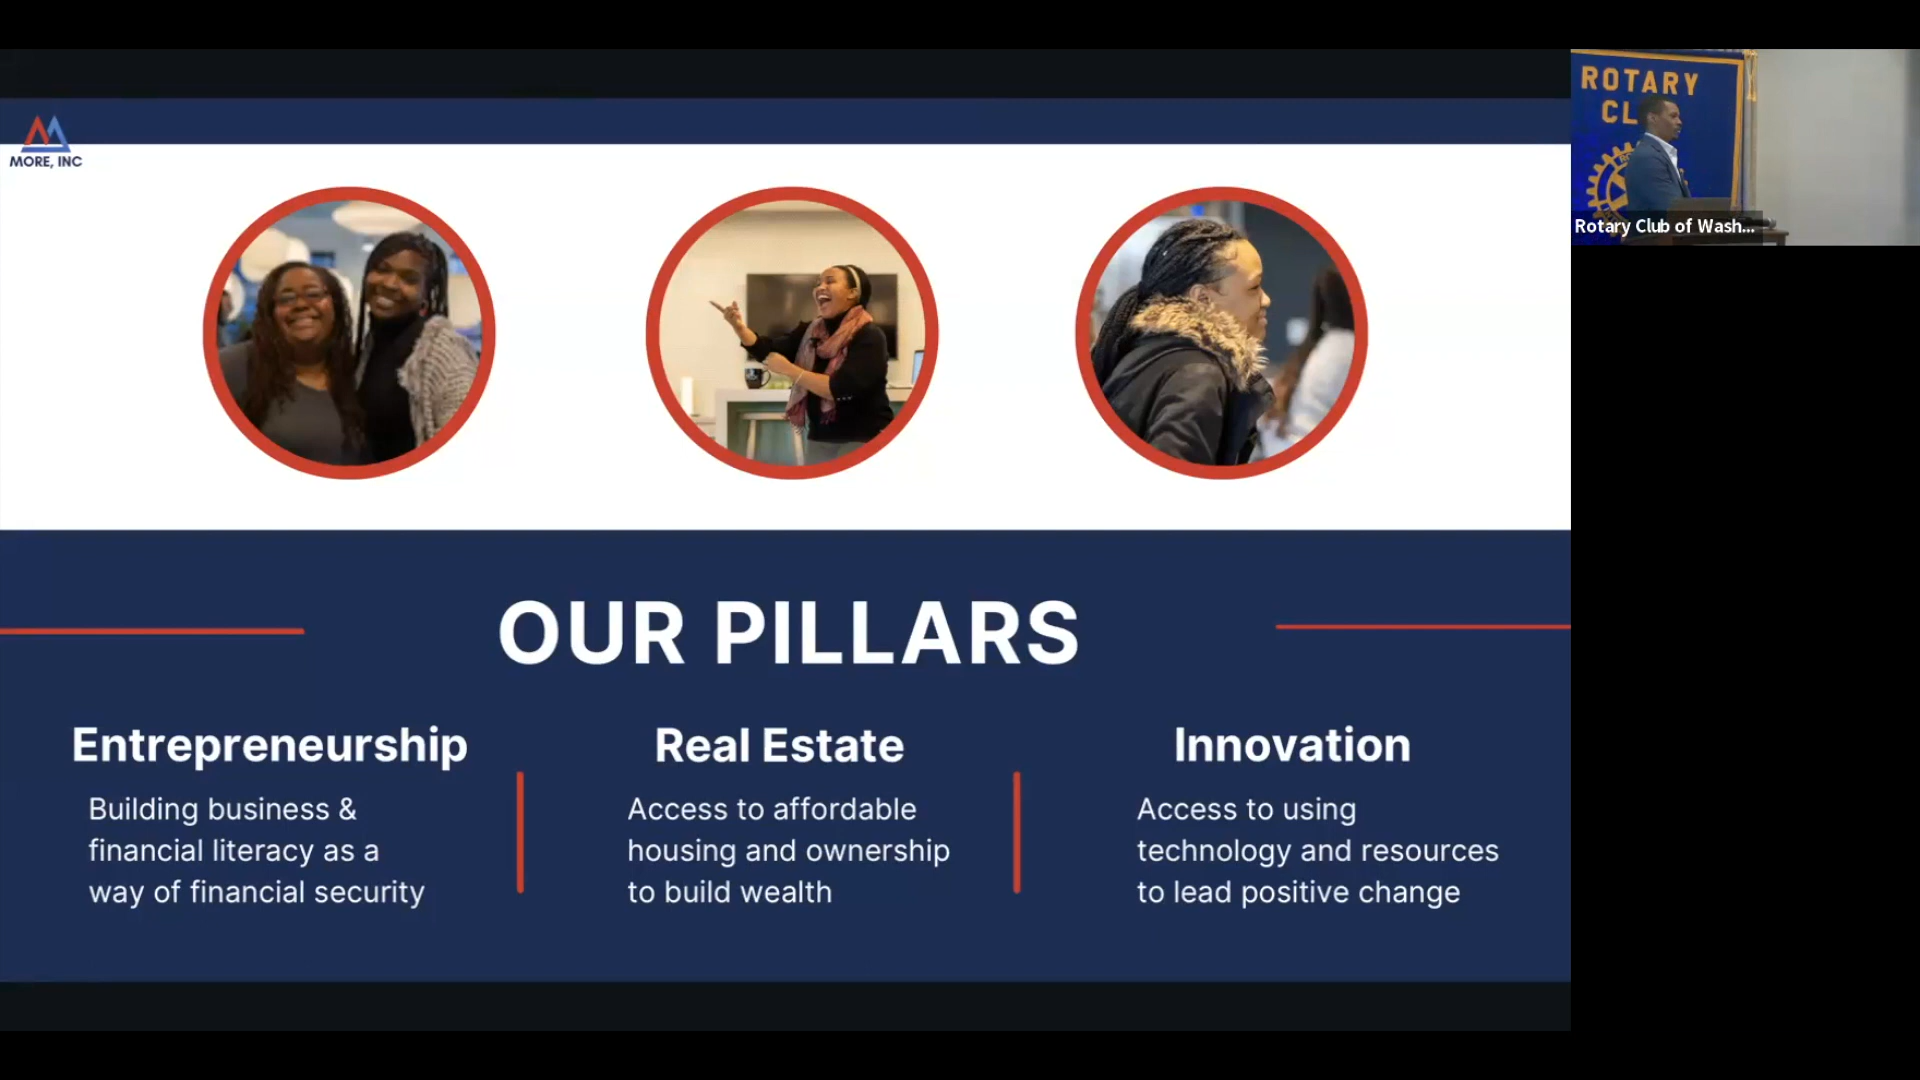 MORE, INC
OUR PILLARS
Entrepreneurship
Building business &
financial literacy as a
way of financial security
Real Estate
Access to affordable
housing and ownership
to build wealth
Innovation
Access to using
technology and resources
to lead positive change
ROTARY
CL
Rotary Club of Wash...